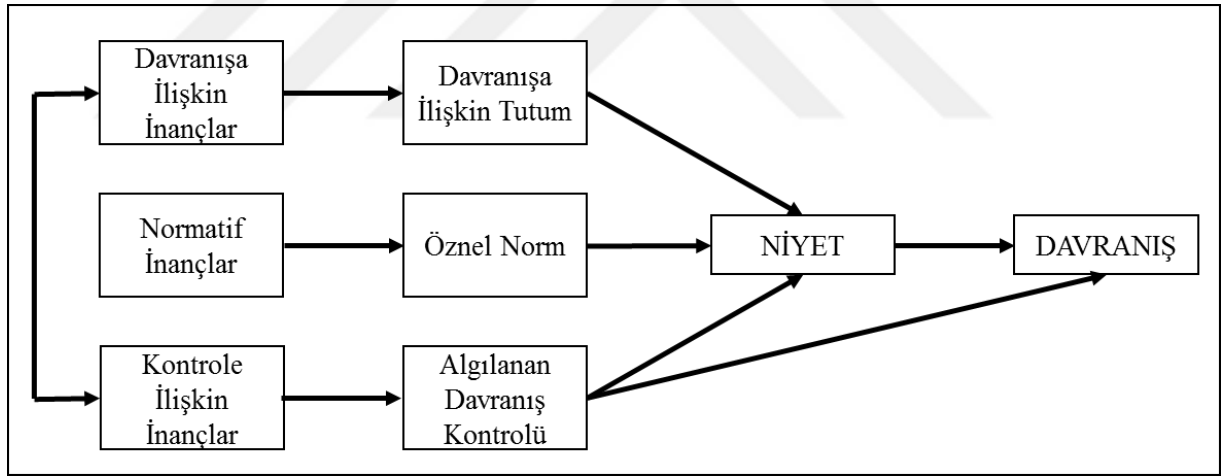 Davranışa
İlişkin
İnançlar
Davranışa
İlişkin Tutum
Normatif
İnançlar
Öznel Norm
NİYET
DAVRANIŞ
Kontrole
İlişkin
İnançlar
Algılanan
Davranış
Kontrolü